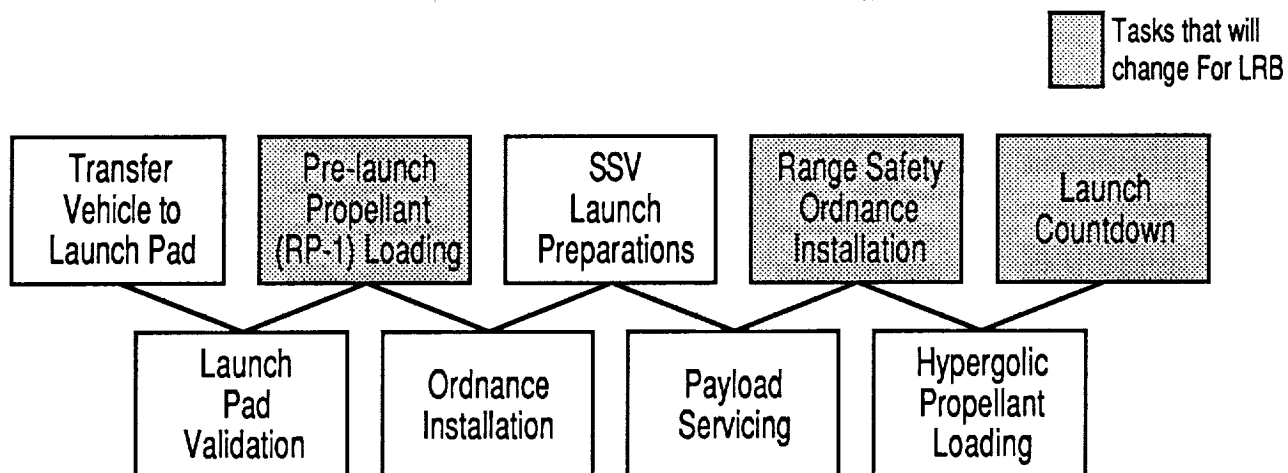 Tasks that will
change For LRB
Transfer
Vehicle to
Launch Pad
Pre-launch
Propellant
(RP-1) Loading
SSV
Launch
Preparations
Range Safety
Ordnance
Installation
Launch
Countdown
Launch
Pad
Validation
Ordnance
Installation
Payload
Servicing
Hypergolic
Propellant
Loading